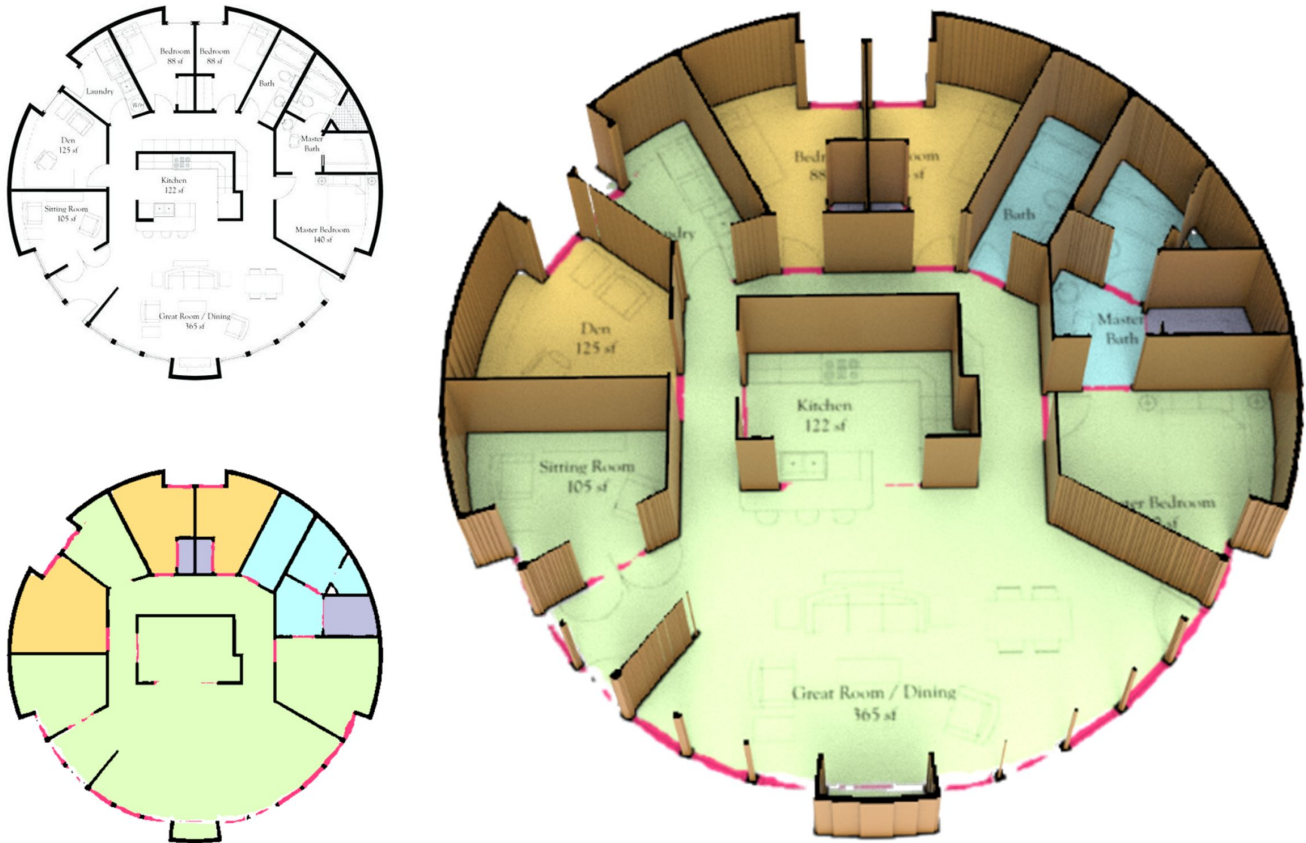 Bedroom
88 sf
Bedroom
88 sf
Bath
Laundry
W/D
Den
125 sf
Master
Bath
Kitchen
122 sf
Sitting Room
105 sf
Master Bedroom
140 sf
Great Room / Dining
365 sf
Bath
Den
125 sf
Master
Bath
Kitchen
122 sf
Sitting Room
105 sf
Bedroom
Great Room / Dining
365 sf